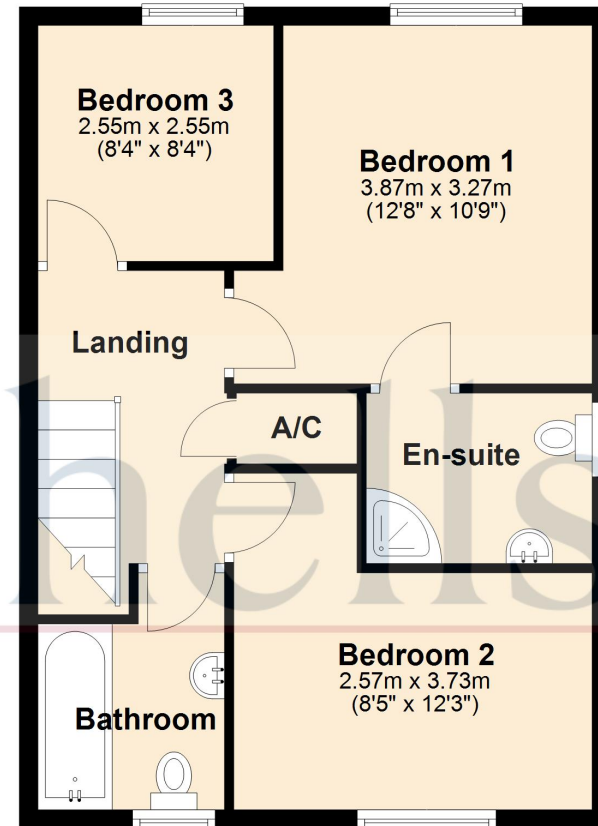 Bedroom 3
2.55m x 2.55m
(8'4" x 8'4")
Bedroom 1
3.87m x 3.27m
(12'8" x 10'9")
Landing
A/C
En-suite
hells
Bedroom 2
2.57m x 3.73m
(8'5" x 12'3")
Bathroom